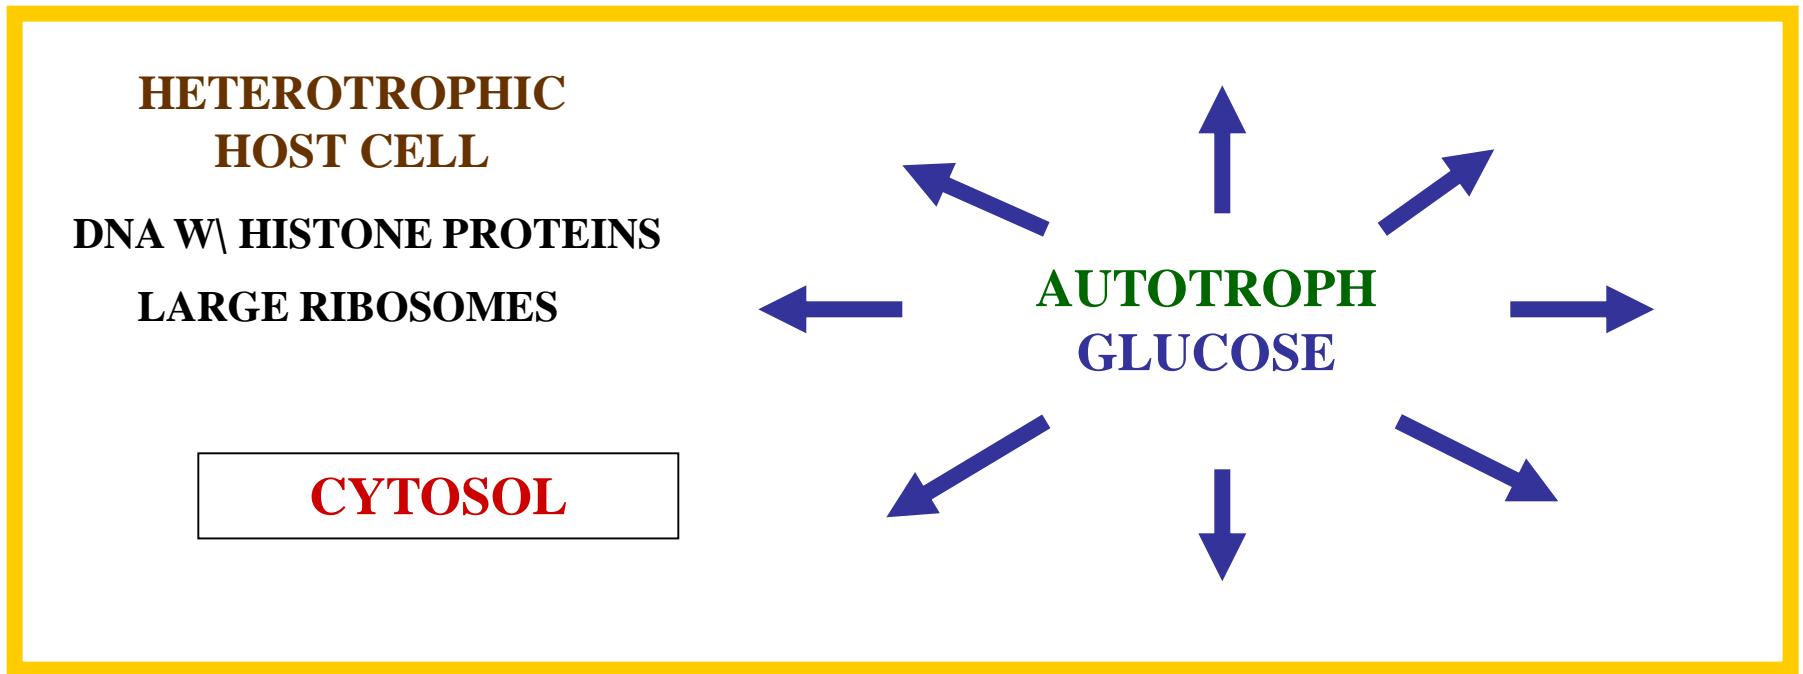 HETEROTROPHIC
HOST CELL
DNA W\ HISTONE PROTEINS
LARGE RIBOSOMES
CYTOSOL
AUTOTROPH
GLUCOSE